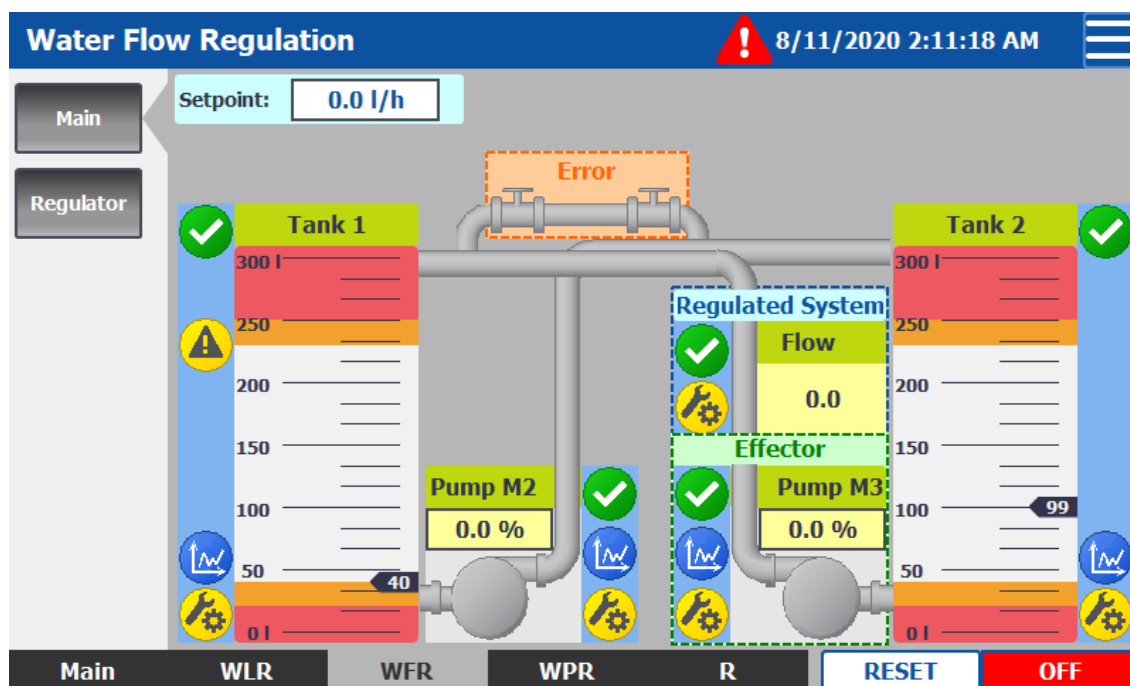 Water Flow Regulation
8/11/2020 2:11:18 AM
Main
Setpoint: 0.0 l/h
Regulator
Error
Tank 1
300 l
250
200
150
100
50
40
0 l
Pump M2
0.0 %
Regulated System
Flow
0.0
Effector
Pump M3
0.0 %
Tank 2
300 l
250
200
150
100
99
50
0 l
Main WLR WFR WPR R RESET OFF